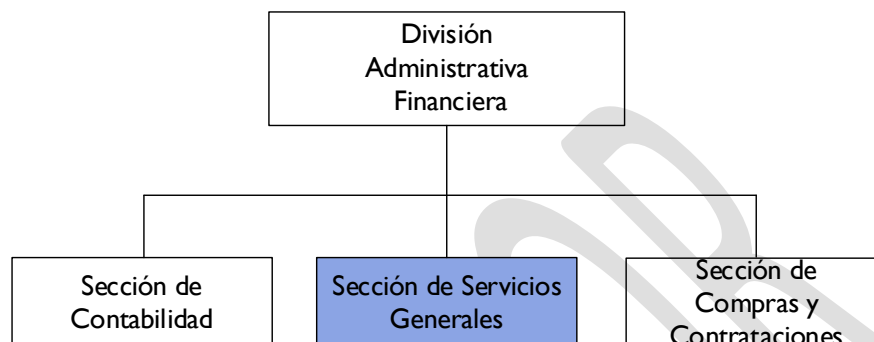 División
Administrativa
Financiera
Sección de
Contabilidad
Sección de Servicios
Generales
Sección de
Compras y
Contrataciones